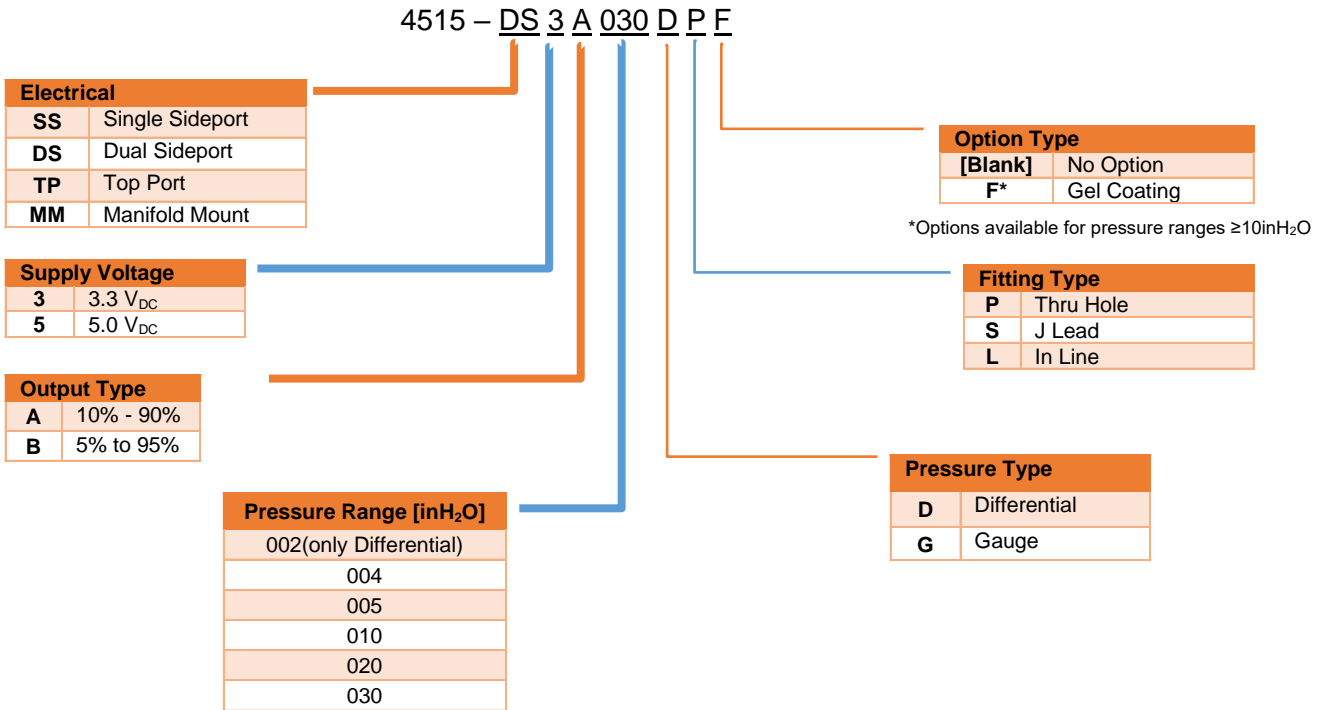 4515 – DS 3 A 030 D P F
Electrical
SS Single Sideport
DS Dual Sideport
TP Top Port
MM Manifold Mount
Supply Voltage
3 3.3 VDC
5 5.0 VDC
Output Type
A 10% - 90%
B 5% to 95%
Pressure Range [inH₂O]
002(only Differential)
004
005
010
020
030
Option Type
[Blank] No Option
F* Gel Coating
*Options available for pressure ranges ≥10inH₂O
Fitting Type
P Thru Hole
S J Lead
L In Line
Pressure Type
D Differential
G Gauge